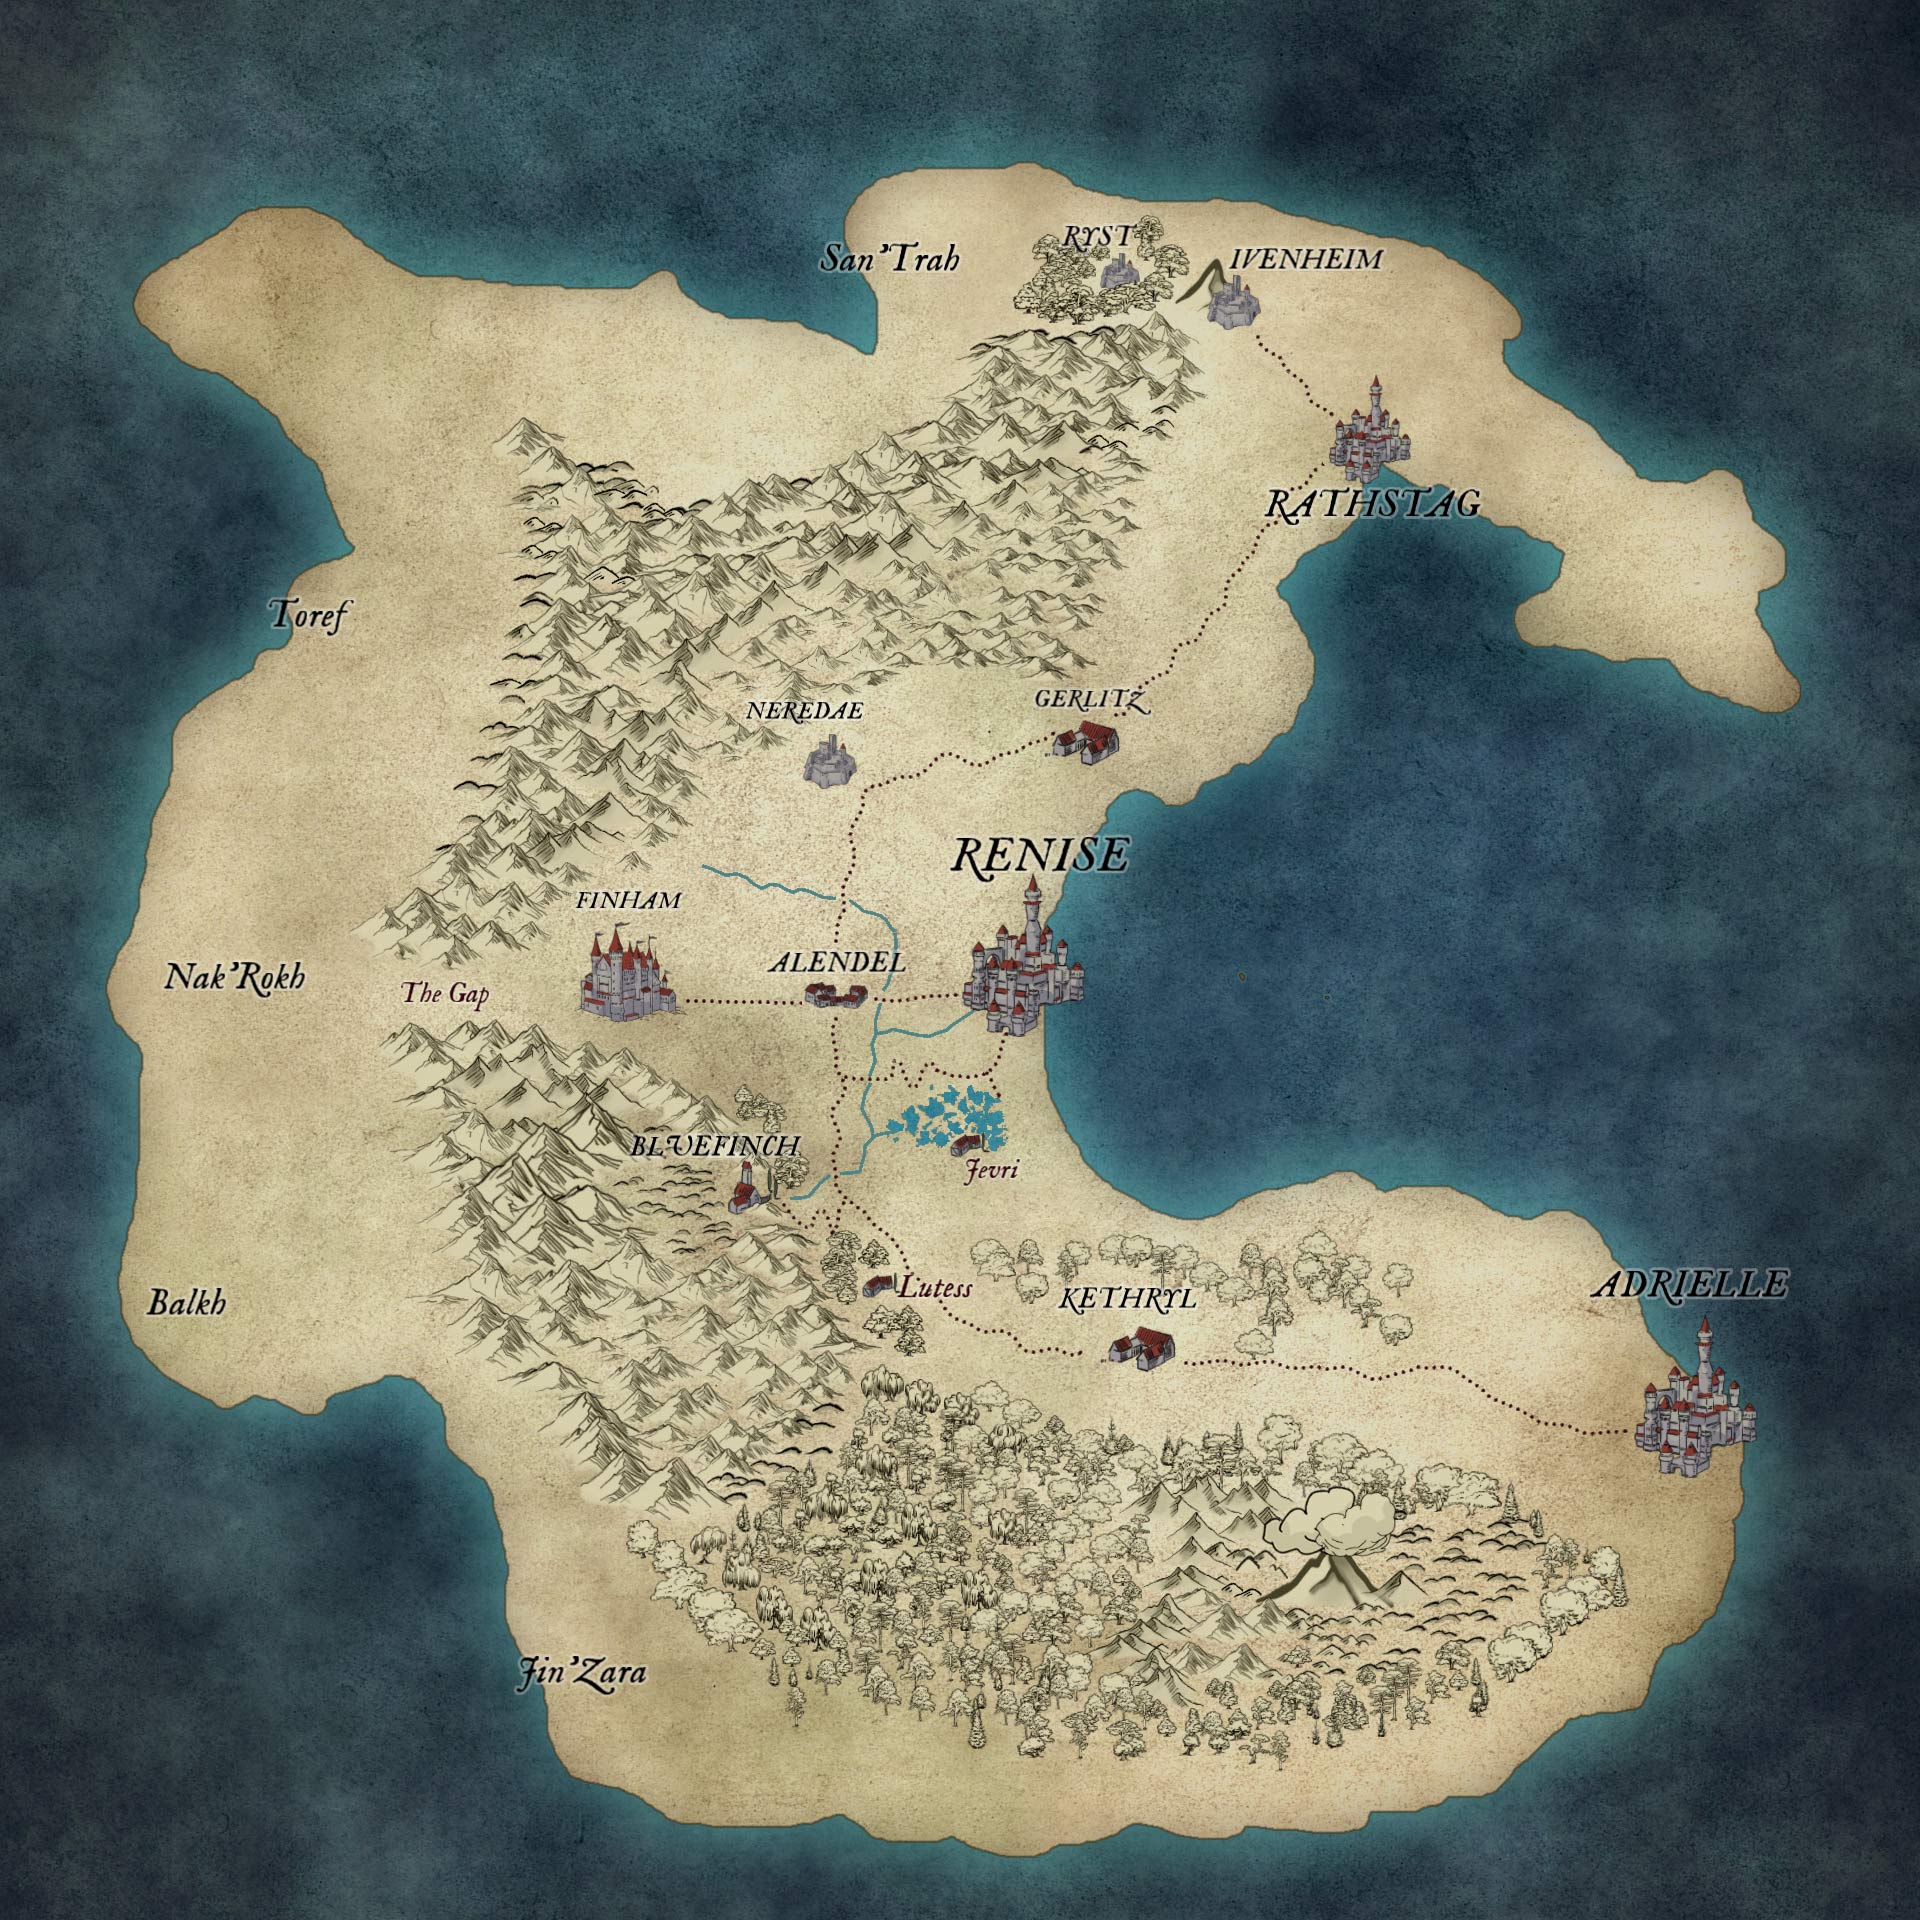 RYST
San'Trah
IVENHEIM
RATHSTAG
Toref
GERLITZ
NEREDAE
RENISE
FINHAM
ALENDEL
Nak'Rokh
The Gap
BLUEFINCH
Jevri
ADRIELLE
Lutess
KETHRYL
Balkh
Jin'Zara